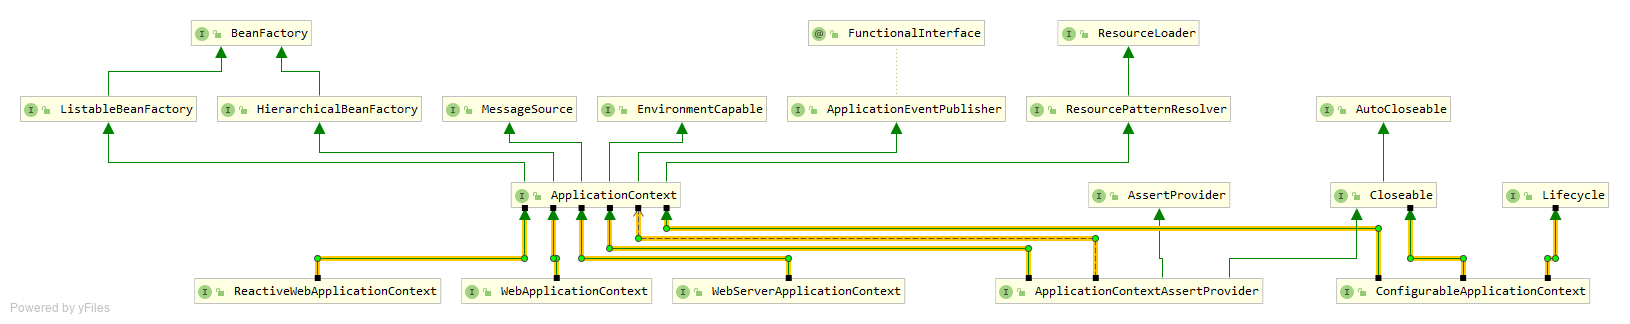 BeanFactory
FunctionalInterface
ResourceLoader
ListableBeanFactory
HierarchicalBeanFactory
MessageSource
EnvironmentCapable
ApplicationEventPublisher
ResourcePatternResolver
AutoCloseable
ApplicationContext
AssertProvider
Closeable
Lifecycle
ReactiveWebApplicationContext
WebApplicationContext
WebServerApplicationContext
ApplicationContextAssertProvider
ConfigurableApplicationContext
Powered by yFiles